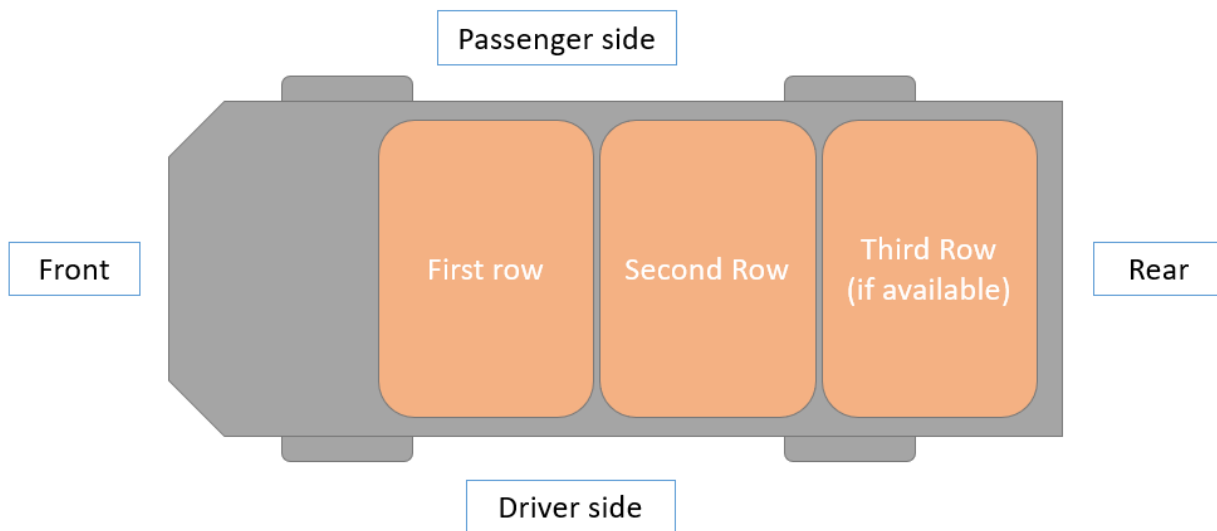 Passenger side
Front
First row
Second Row
Third Row
(if available)
Rear
Driver side